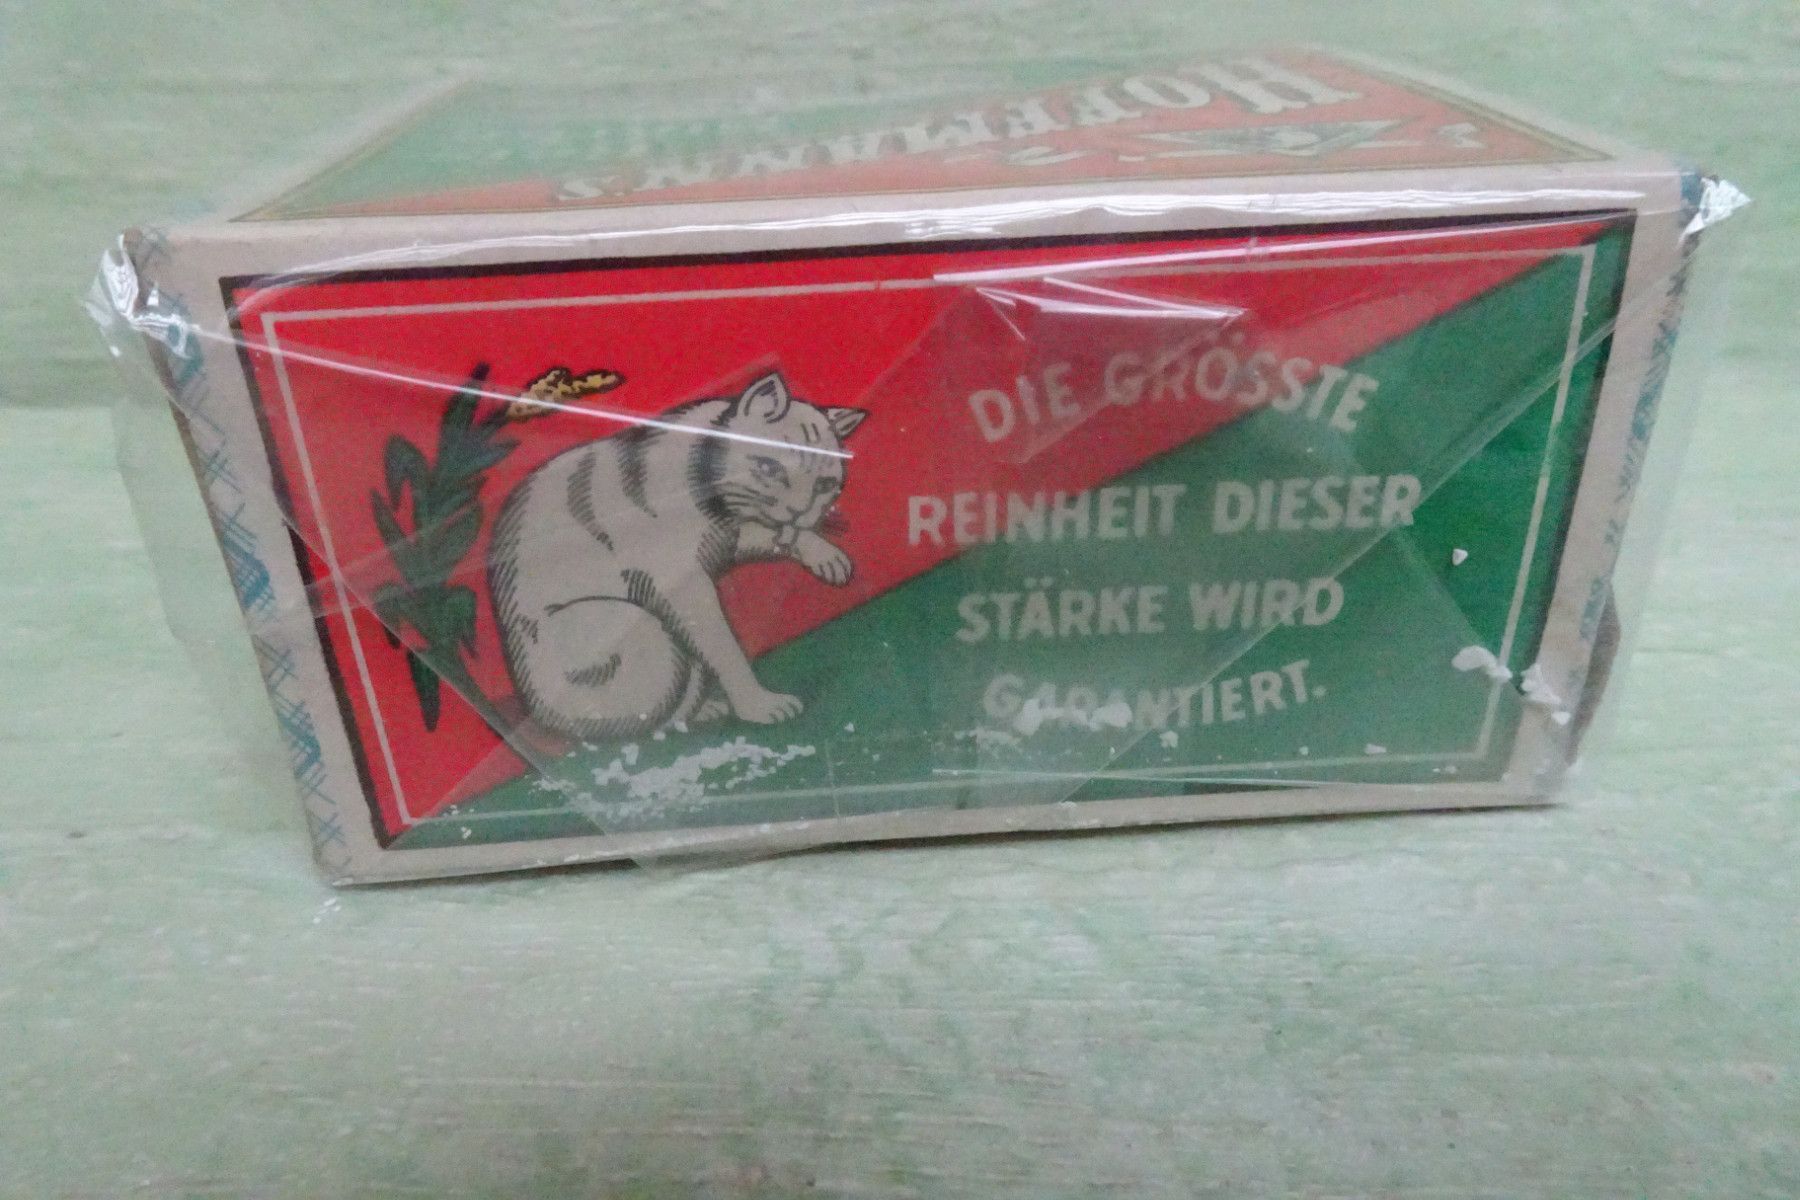 HOFFMANN'S
DIE GRÖSSTE
REINHEIT DIESER
STÄRKE WIRD
GARANTIERT.